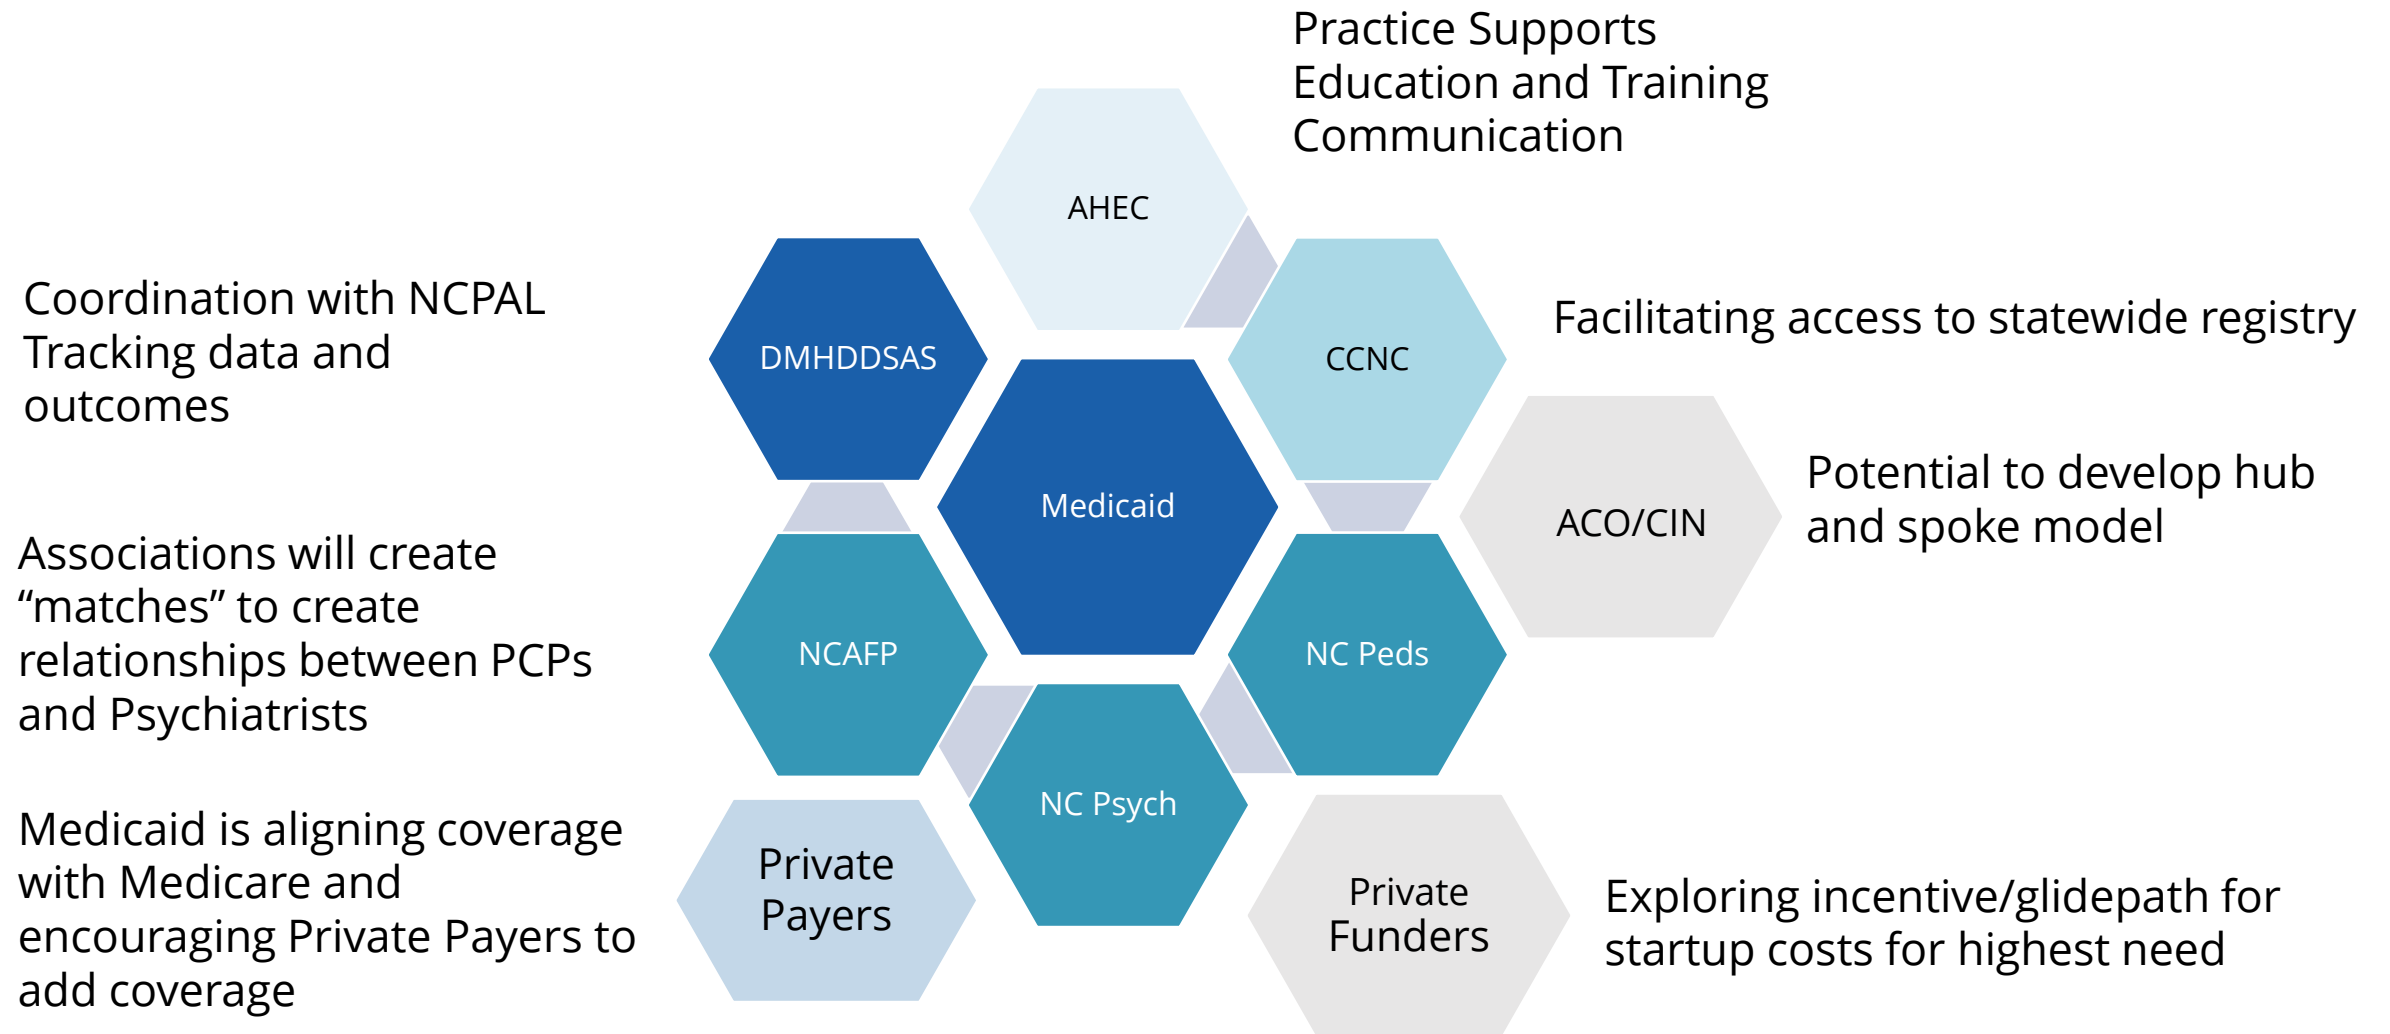 Practice Supports
Education and Training
Communication
AHEC
Coordination with NCPAL
Tracking data and
outcomes
DMHDDSAS
CCNC
Facilitating access to statewide registry
Medicaid
ACO/CIN
Potential to develop hub
and spoke model
Associations will create
“matches” to create
relationships between PCPs
and Psychiatrists
NCAFP
NC Peds
NC Psych
Medicaid is aligning coverage
with Medicare and
encouraging Private Payers to
add coverage
Private
Payers
Private
Funders
Exploring incentive/glidepath for
startup costs for highest need